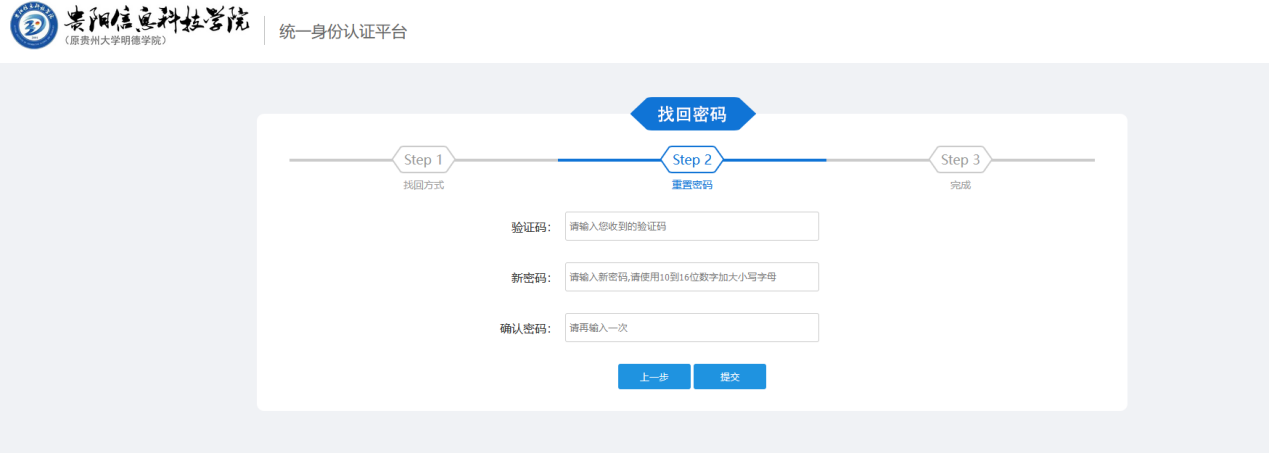 贵阳信息科技学院
(原贵州大学明德学院)
统一身份认证平台
找回密码
Step 1
Step 2
Step 3
找回方式
重置密码
完成
验证码：
请输入您收到的验证码
新密码：
请输入新密码,请使用10到16位数字加大小写字母
确认密码：
请再输入一次
上一步
提交